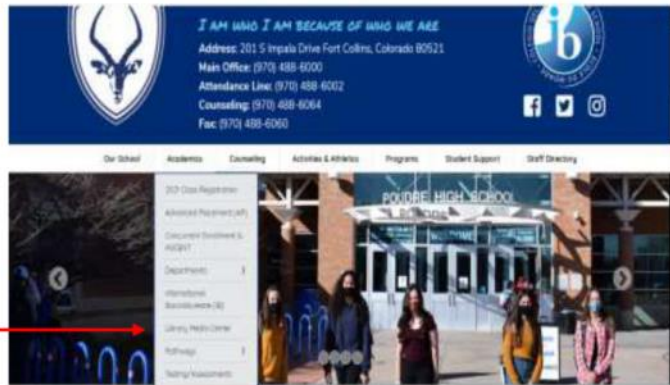 I AM WHO I AM BECAUSE OF WHO WE ARE
Address: 201 S Impala Drive Fort Collins, Colorado 80521
Main Office: (970) 488-6000
Attendance Line: (970) 488-6002
Counseling: (970) 488-6064
Fax: (970) 488-6060
ib
Our School Academics Counseling Activities & Athletics Programs Student Support Staff Directory
Class Registration
Advanced Placement (AP)
Concurrent Enrollment &
ASCENT
Departments
International
Baccalaureate (IB)
Library Media Center
Pathways
Testing/Assessments
POUDRE HIGH SCHOOL